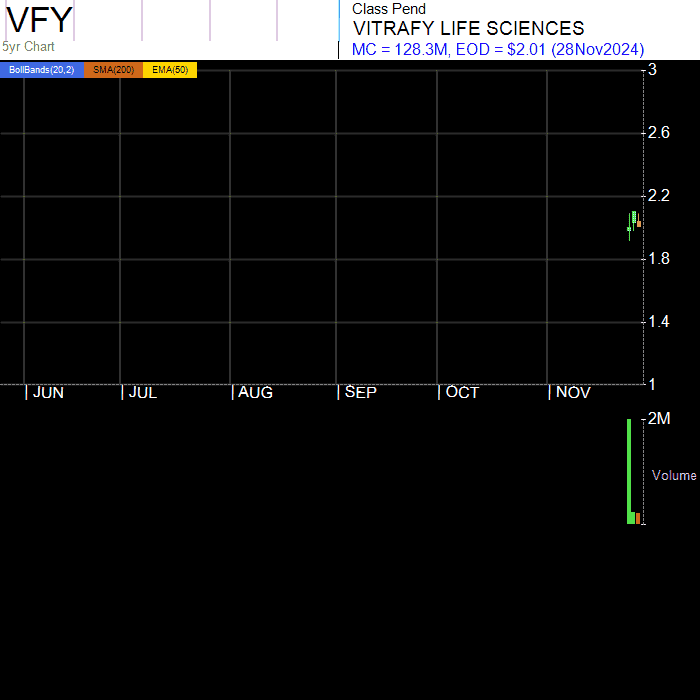 VFY
5yr Chart
Class Pend
VITRAFY LIFE SCIENCES
MC = 128.3M, EOD = $2.01 (28Nov2024)
BollBands(20,2) SMA(200) EMA(50)
3
2.6
2.2
1.8
1.4
1
| JUN | JUL | AUG | SEP | OCT | NOV
2M
Volume